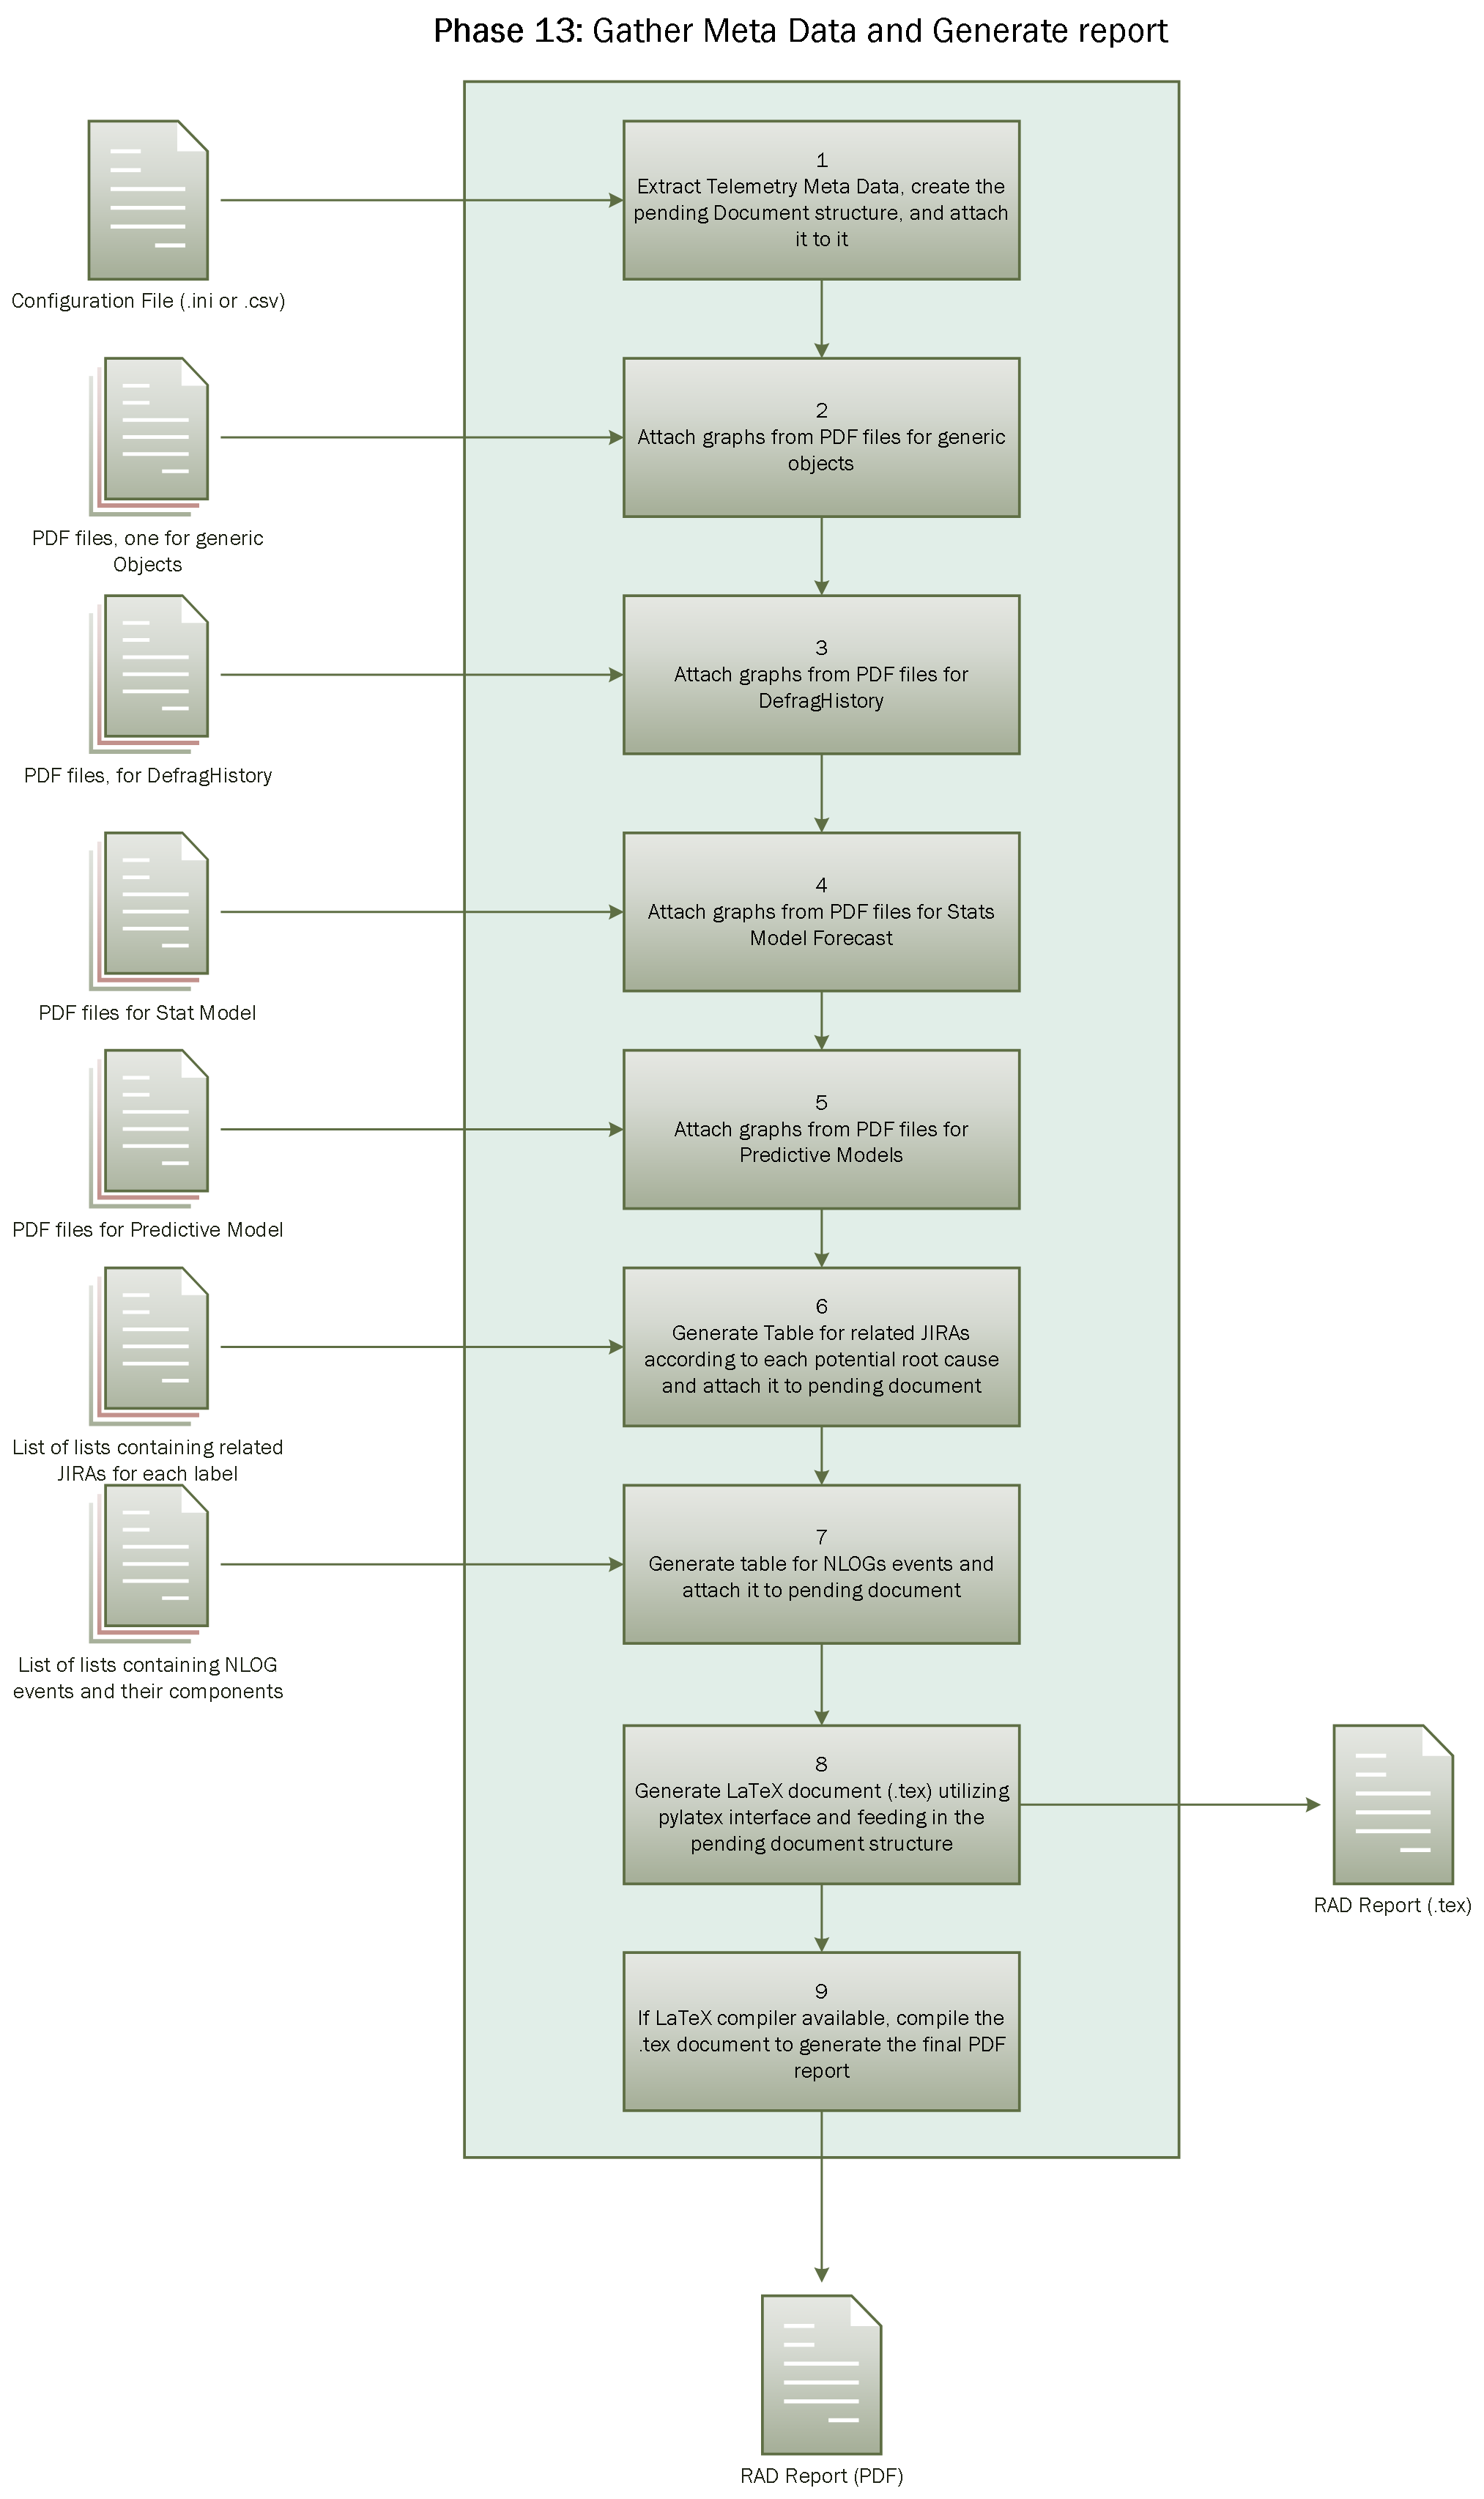 Phase 13: Gather Meta Data and Generate report
1
Extract Telemetry Meta Data, create the
pending Document structure, and attach
it to it
Configuration File (.ini or .csv)
2
Attach graphs from PDF files for generic
objects
PDF files, one for generic
Objects
3
Attach graphs from PDF files for
DefragHistory
PDF files, for DefragHistory
4
Attach graphs from PDF files for Stats
Model Forecast
PDF files for Stat Model
5
Attach graphs from PDF files for
Predictive Models
PDF files for Predictive Model
6
Generate Table for related JIRAs
according to each potential root cause
and attach it to pending document
List of lists containing related
JIRAs for each label
7
Generate table for NLOGs events and
attach it to pending document
List of lists containing NLOG
events and their components
8
Generate LaTeX document (.tex) utilizing
pylatex interface and feeding in the
pending document structure
RAD Report (.tex)
9
If LaTeX compiler available, compile the
.tex document to generate the final PDF
report
RAD Report (PDF)